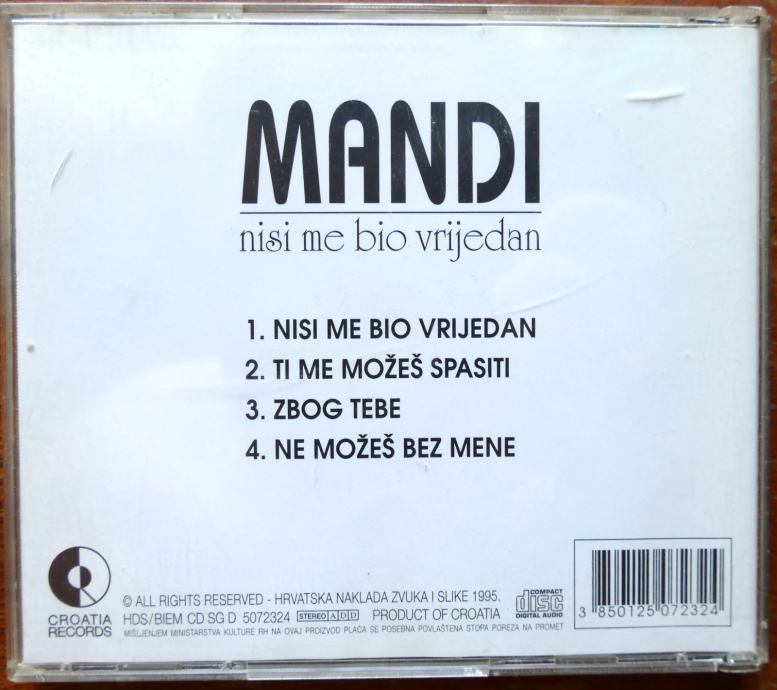 MANDI
nisi me bio vrijedan
1. NISI ME BIO VRIJEDAN
2. TI ME MOŽEŠ SPASITI
3. ZBOG TEBE
4. NE MOŽEŠ BEZ MENE
CROATIA
RECORDS
© ALL RIGHTS RESERVED - HRVATSKA NAKLADA ZVUKA I SLIKE 1995.
HDS/BIEM CD SG D 5072324 STEREO ADD PRODUCT OF CROATIA
MIŠLJENJEM MINISTARSTVA KULTURE RH NA OVAJ PROIZVOD PLAĆA SE POSEBNA POVLAŠTENA STOPA POREZA NA PROMET
COMPACT
disc
DIGITAL AUDIO
3 850125 072324